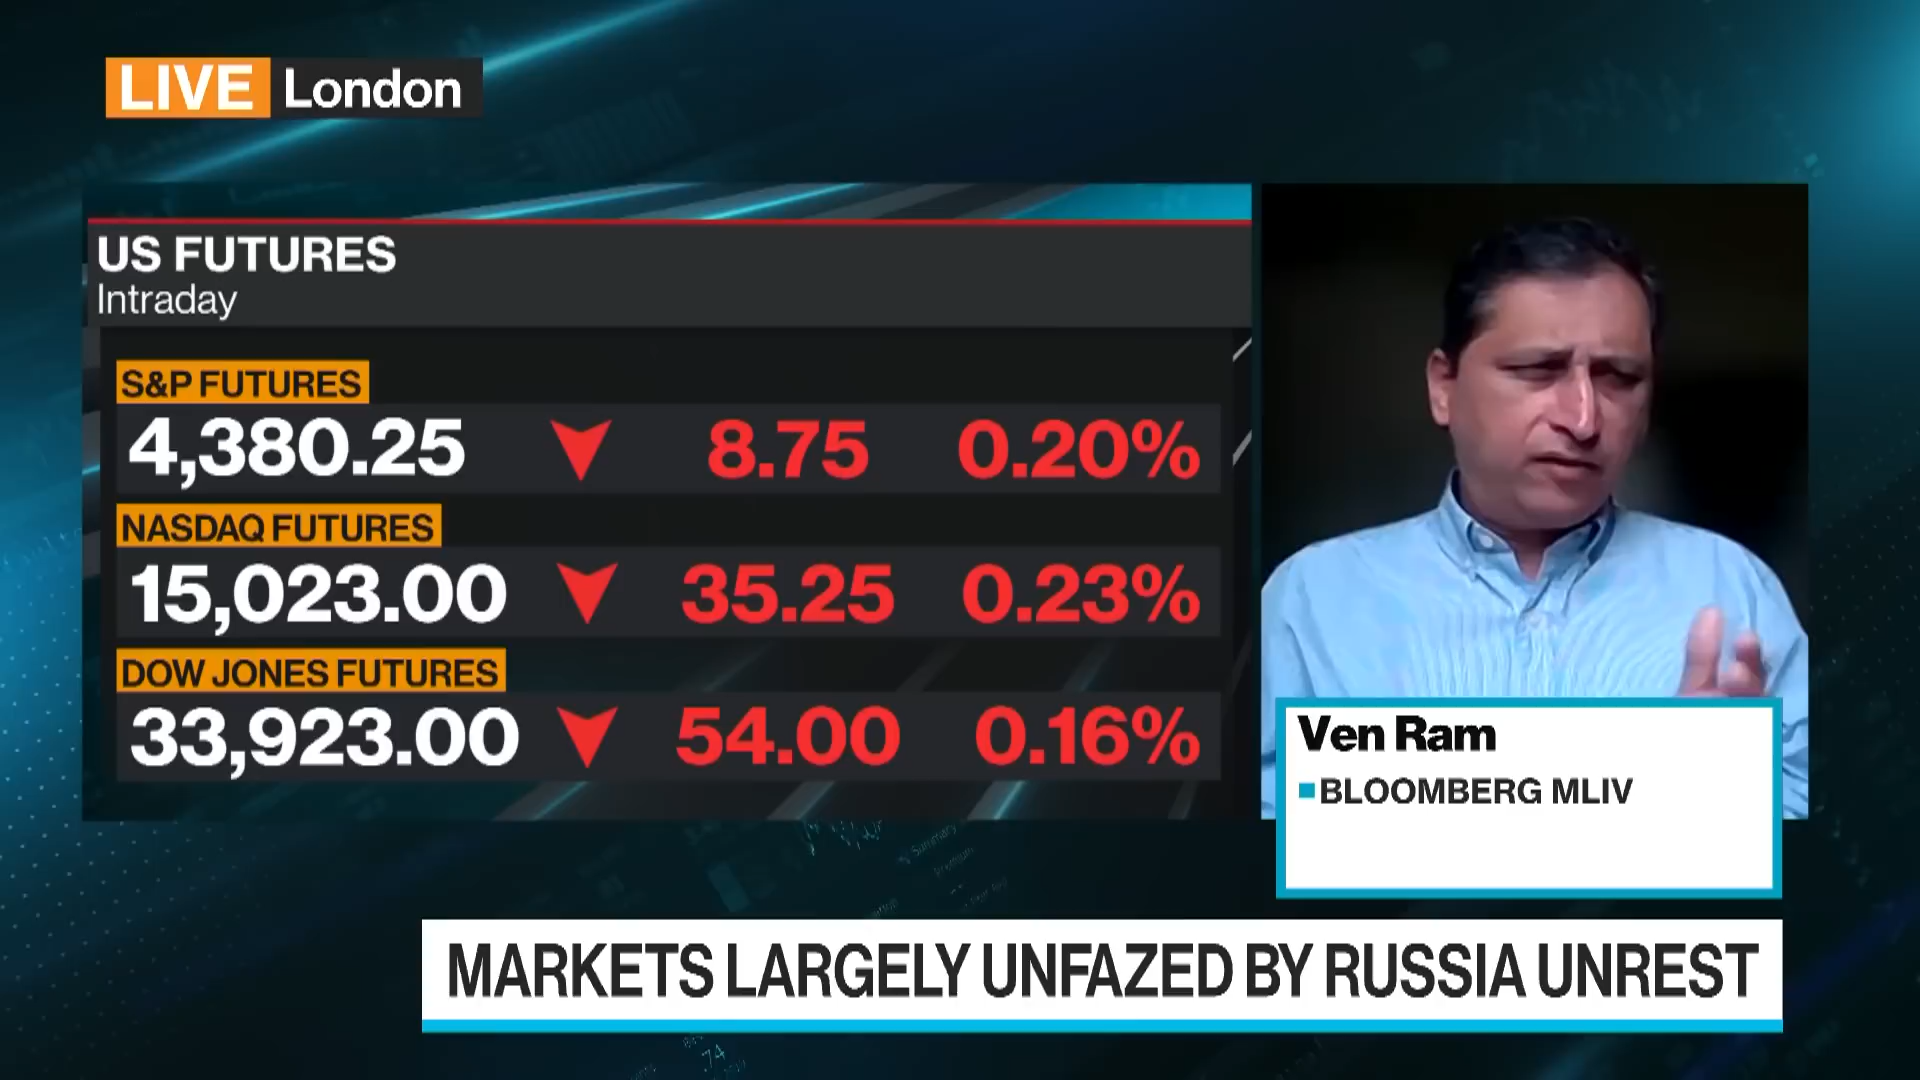 LIVE London
US FUTURES
Intraday
S&P FUTURES
4,380.25 8.75 0.20%
NASDAQ FUTURES
15,023.00 35.25 0.23%
DOW JONES FUTURES
33,923.00 54.00 0.16%
Ven Ram
BLOOMBERG MLIV
Summary
MARKETS LARGELY UNFAZED BY RUSSIA UNREST
74